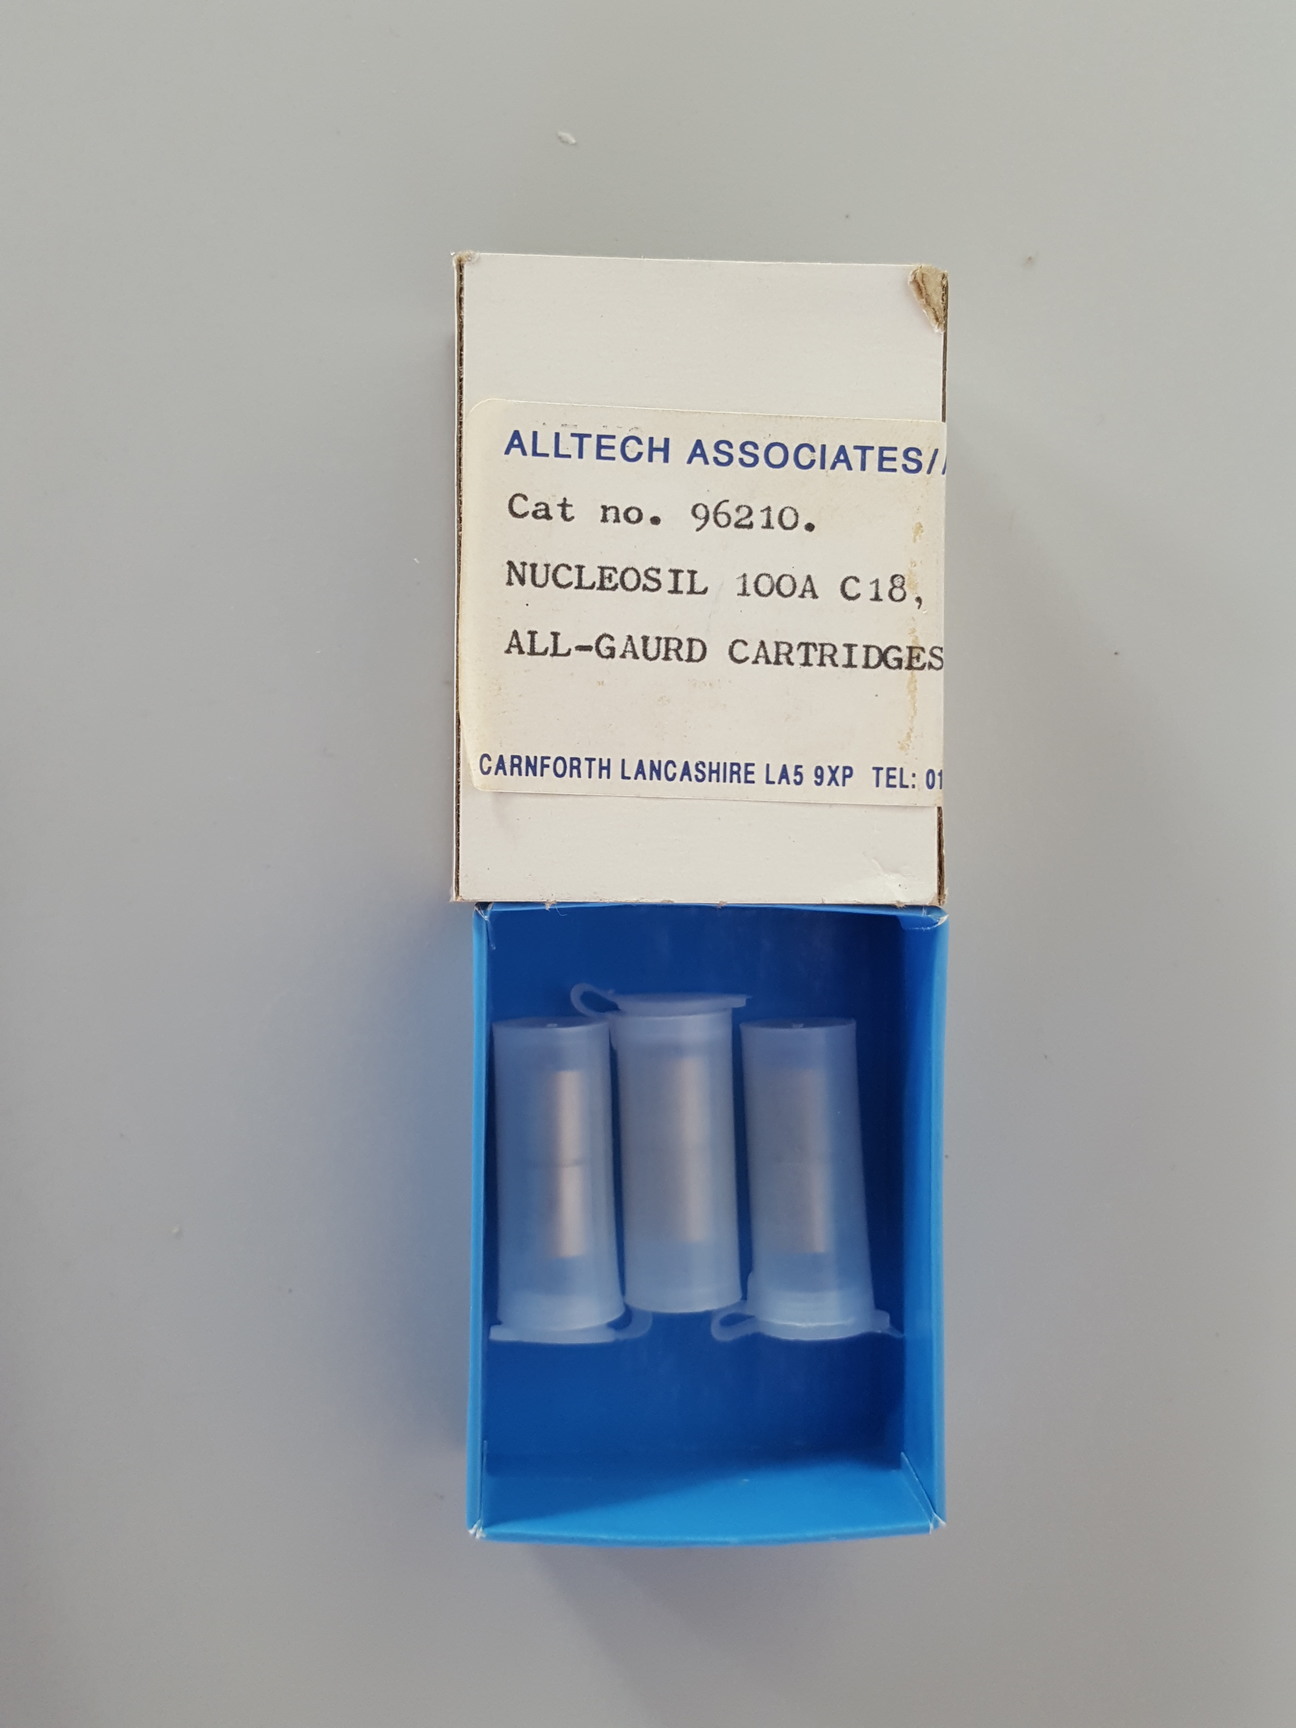 ALLTECH ASSOCIATES/
Cat no. 96210.
NUCLEOSIL 100A C18,
ALL-GAURD CARTRIDGES
CARNFORTH LANCASHIRE LA5 9XP TEL: 01